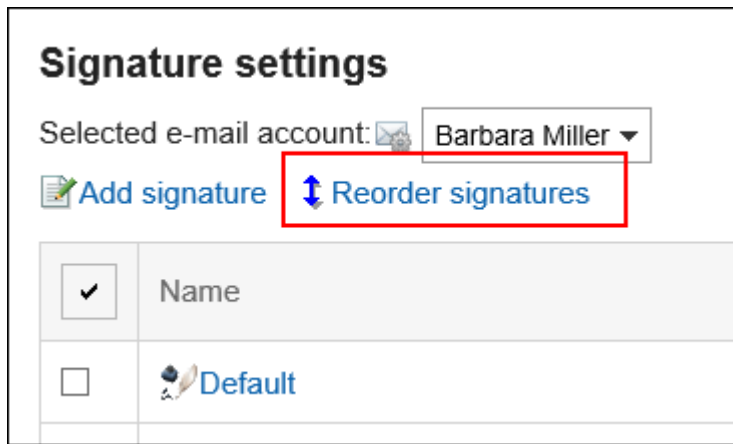 Signature settings
Selected e-mail account: Barbara Miller
Add signature Reorder signatures
Name
Default